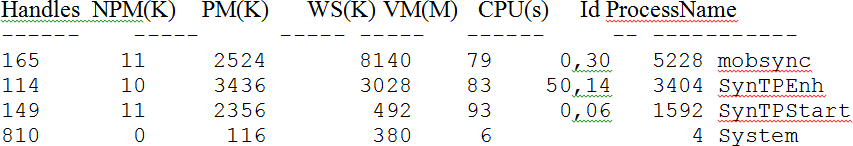 Handles NPM(K) PM(K) WS(K) VM(M) CPU(s) Id ProcessName
------- ------ ----- ----- ----- ------ -- -----------
165 11 2524 8140 79 0,30 5228 mobsync
114 10 3436 3028 83 50,14 3404 SynTPEnh
149 11 2356 492 93 0,06 1592 SynTPStart
810 0 116 380 6 4 System